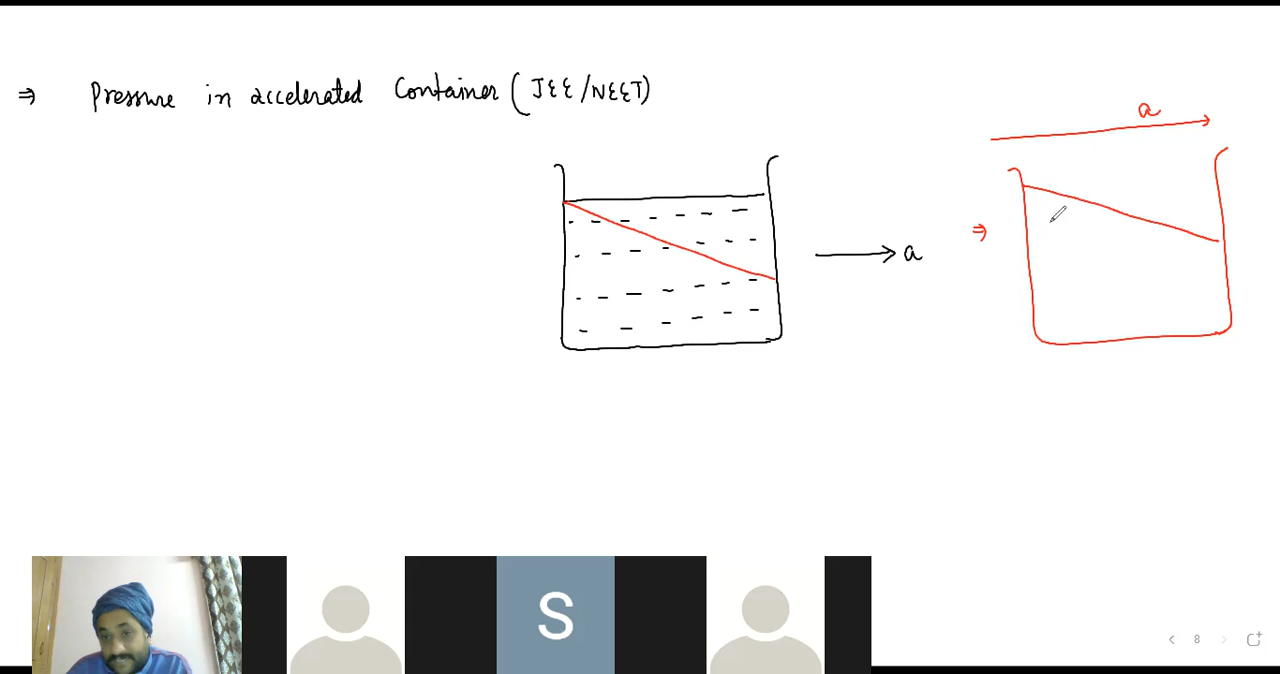 ⇒ Pressure in accelerated Container (JEE/NEET)
a
a
⇒
S
8